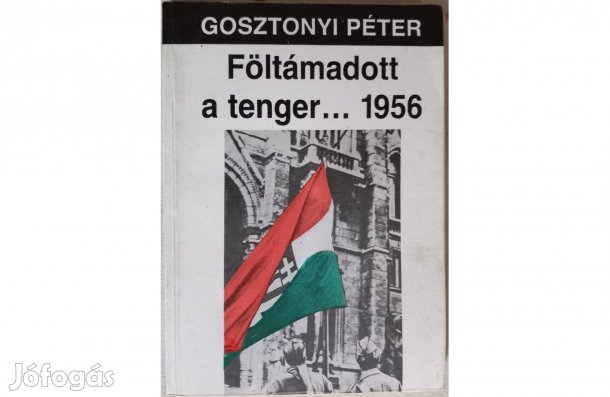 GOSZTONYI PÉTER
Föltámadott
a tenger... 1956
Jófogás